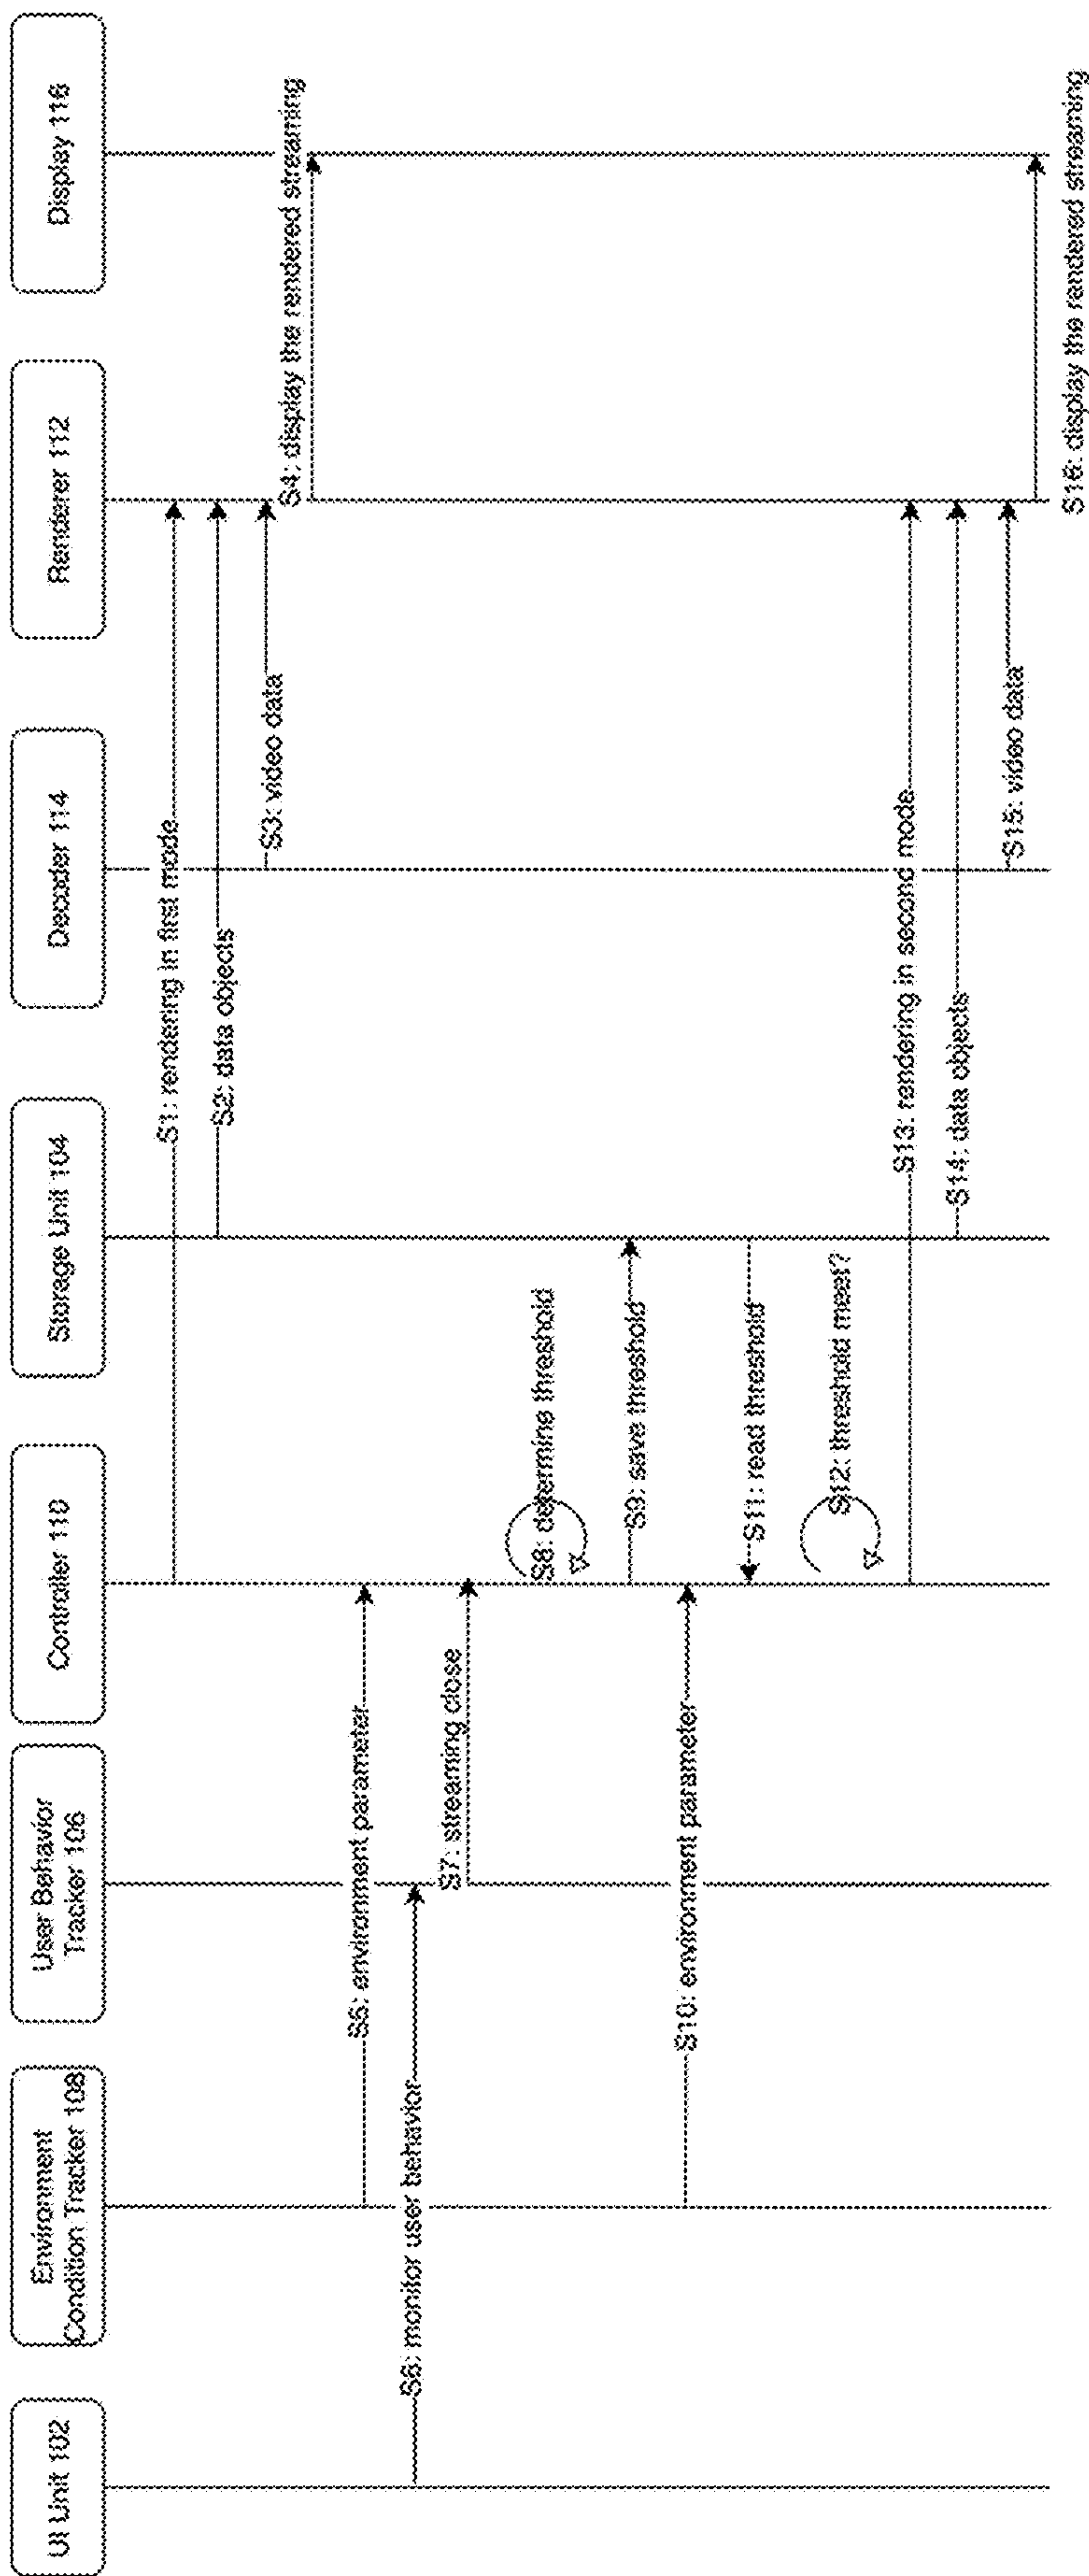 UI Unit 102
Environment
Condition Tracker 108
User Behavior
Tracker 106
Controller 110
Storage Unit 104
Decoder 114
Renderer 112
Display 116
S1: rendering in first mode
S2: data objects
S3: video data
S4: display the rendered streaming
S5: environment parameter
S6: monitor user behavior
S7: streaming close
S8: determine threshold
S9: save threshold
S10: environment parameter
S11: read threshold
S12: threshold meet?
S13: rendering in second mode
S14: data objects
S15: video data
S16: display the rendered streaming